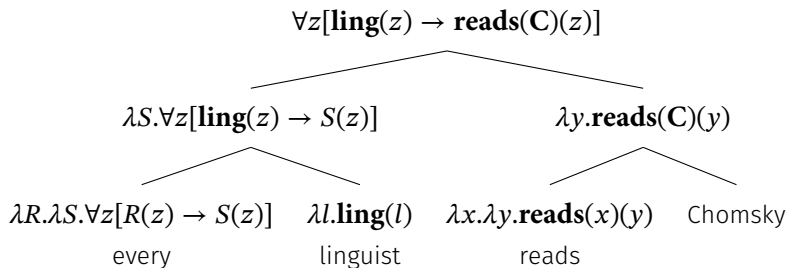 ∀z[ling(z) → reads(C)(z)]
λS.∀z[ling(z) → S(z)] λy.reads(C)(y)
λR.λS.∀z[R(z) → S(z)] λl.ling(l) λx.λy.reads(x)(y) Chomsky
every linguist reads